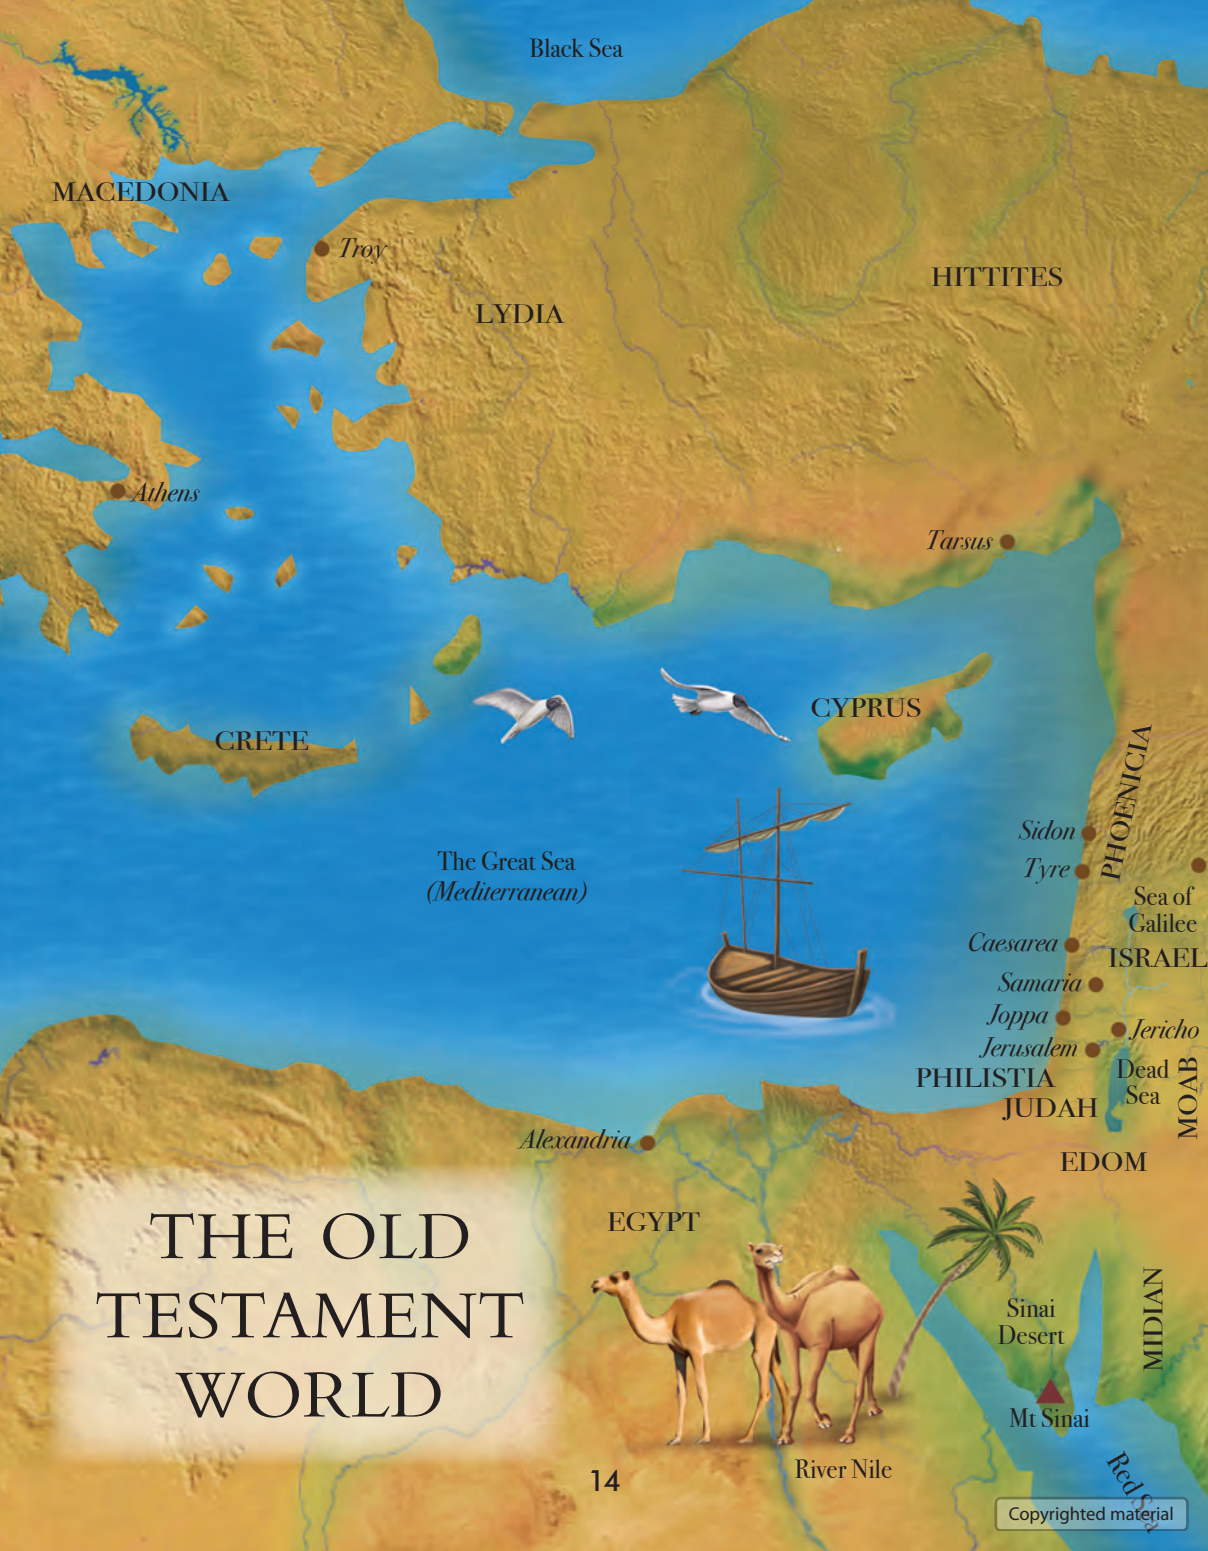 Black Sea
MACEDONIA
Troy
HITTITES
LYDIA
Athens
Tarsus
CYPRUS
CRETE
PHOENICIA
Sidon
The Great Sea
Tyre
(Mediterranean)
Sea of
Galilee
Caesarea
ISRAEL
Samaria
Joppa
Jericho
Jerusalem
Dead
Sea
MOAB
PHILISTIA
JUDAH
Alexandria
EDOM
EGYPT
THE OLD
TESTAMENT
WORLD
Sinai
Desert
MIDIAN
Mt Sinai
River Nile
14
Red Sea
Copyrighted material